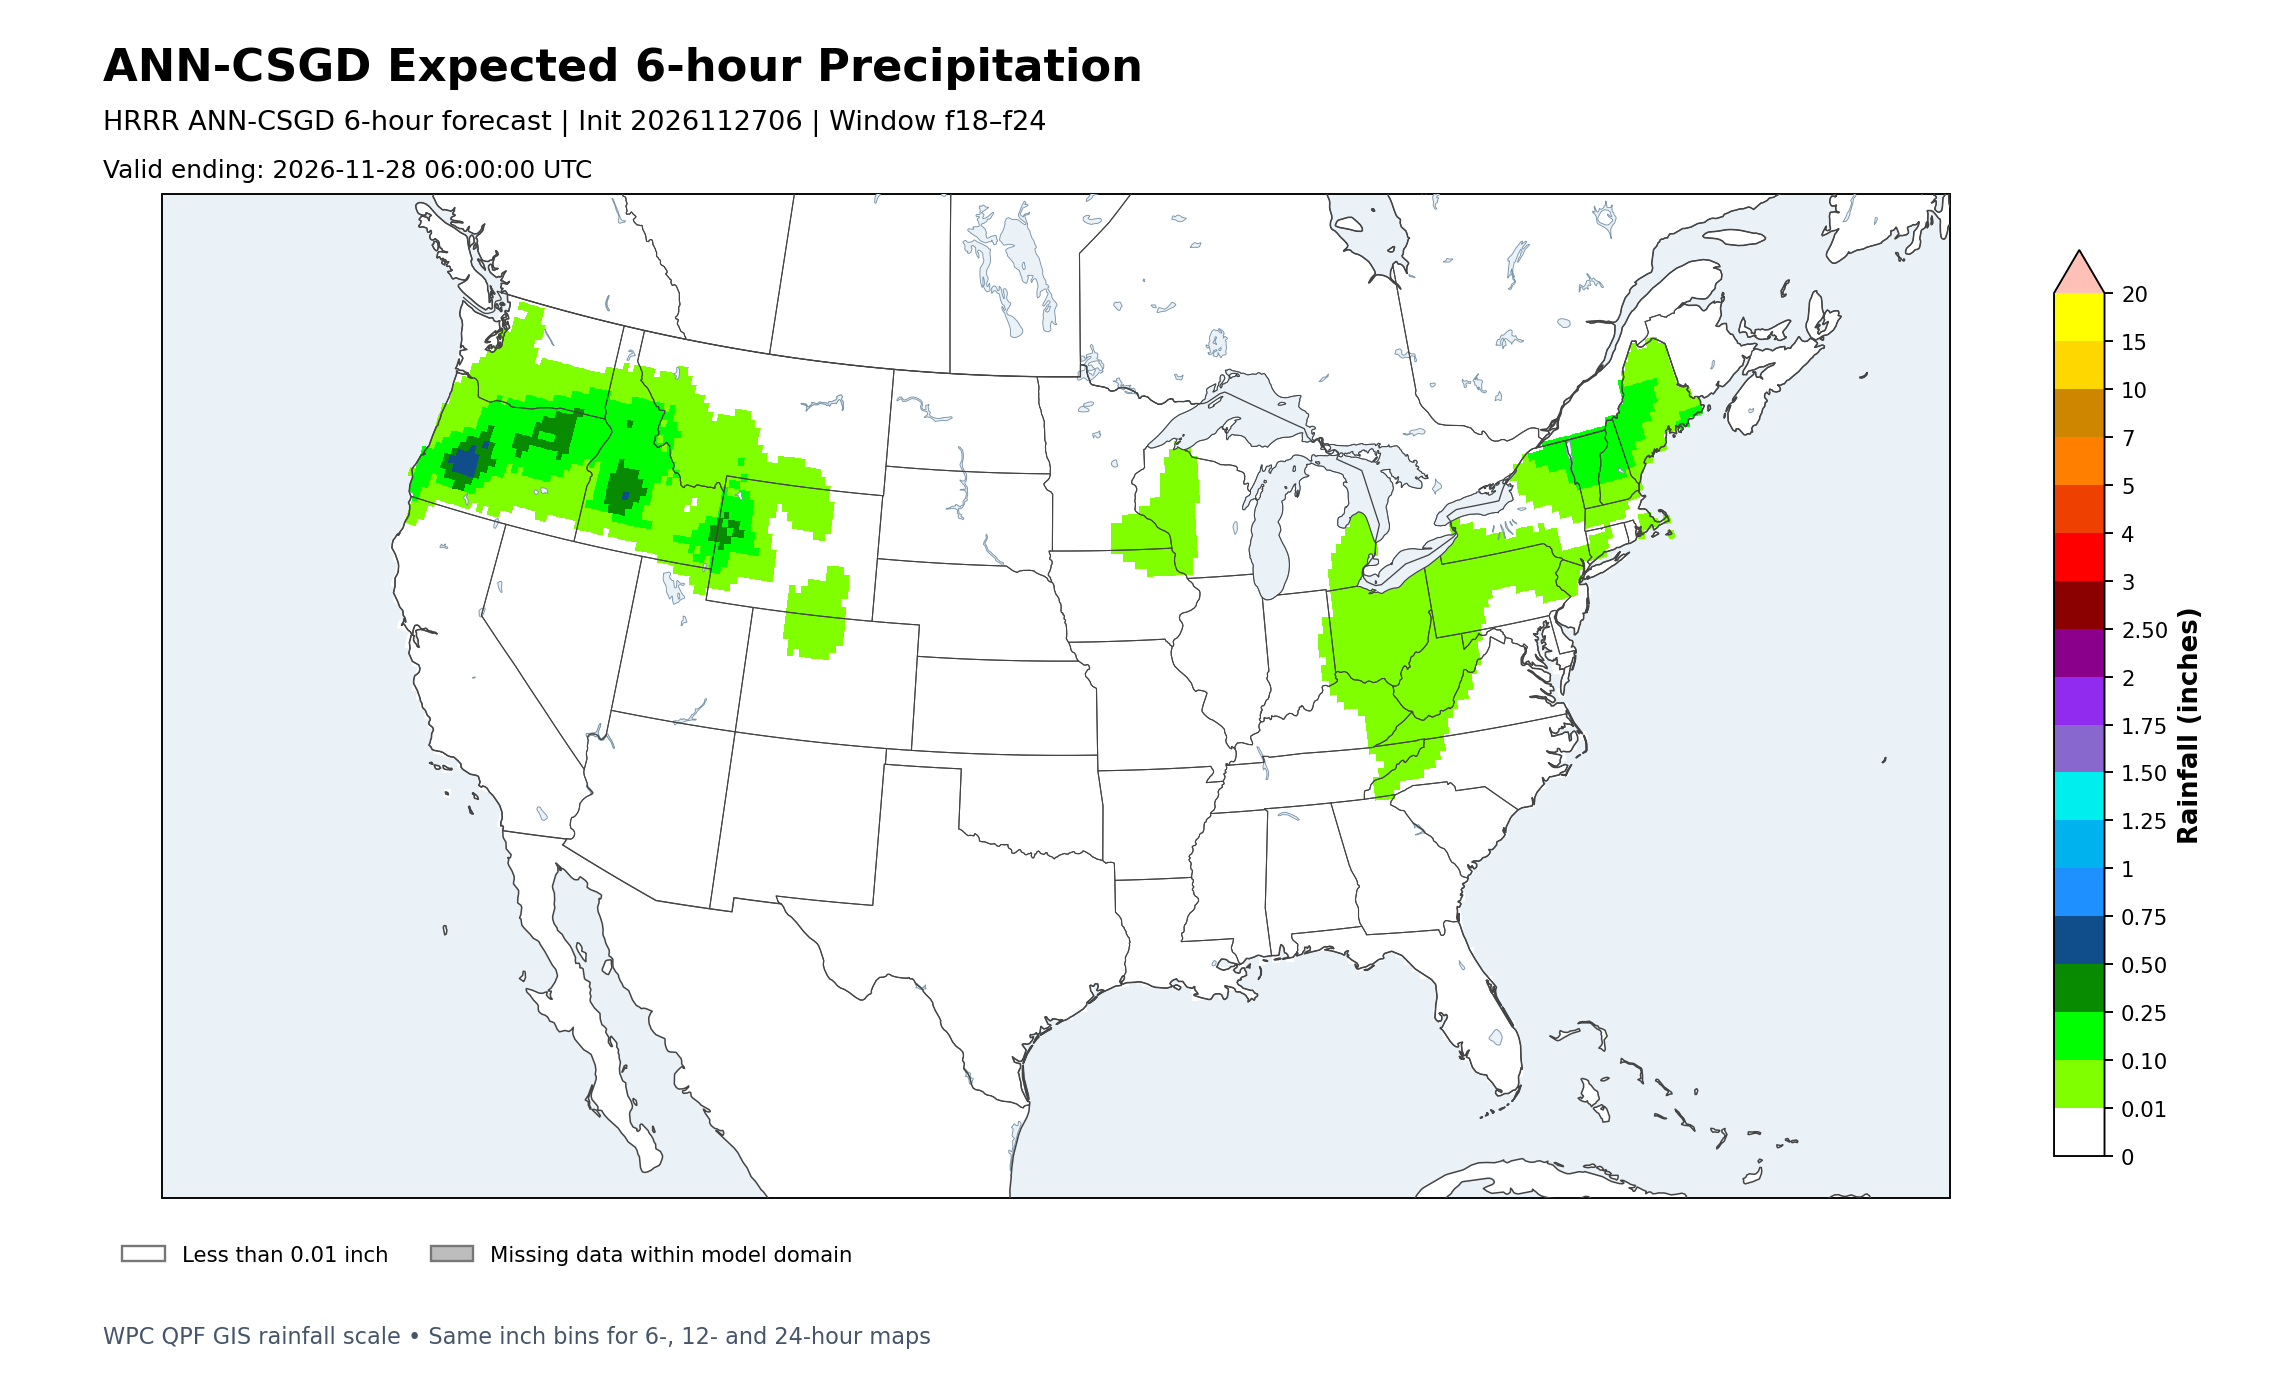 ANN-CSGD Expected 6-hour Precipitation
HRRR ANN-CSGD 6-hour forecast | Init 2026112706 | Window f18–f24
Valid ending: 2026-11-28 06:00:00 UTC
20
15
10
7
5
4
3
2.50
2
1.75
1.50
1.25
1
0.75
0.50
0.25
0.10
0.01
0
Rainfall (inches)
Less than 0.01 inch
Missing data within model domain
WPC QPF GIS rainfall scale • Same inch bins for 6-, 12- and 24-hour maps